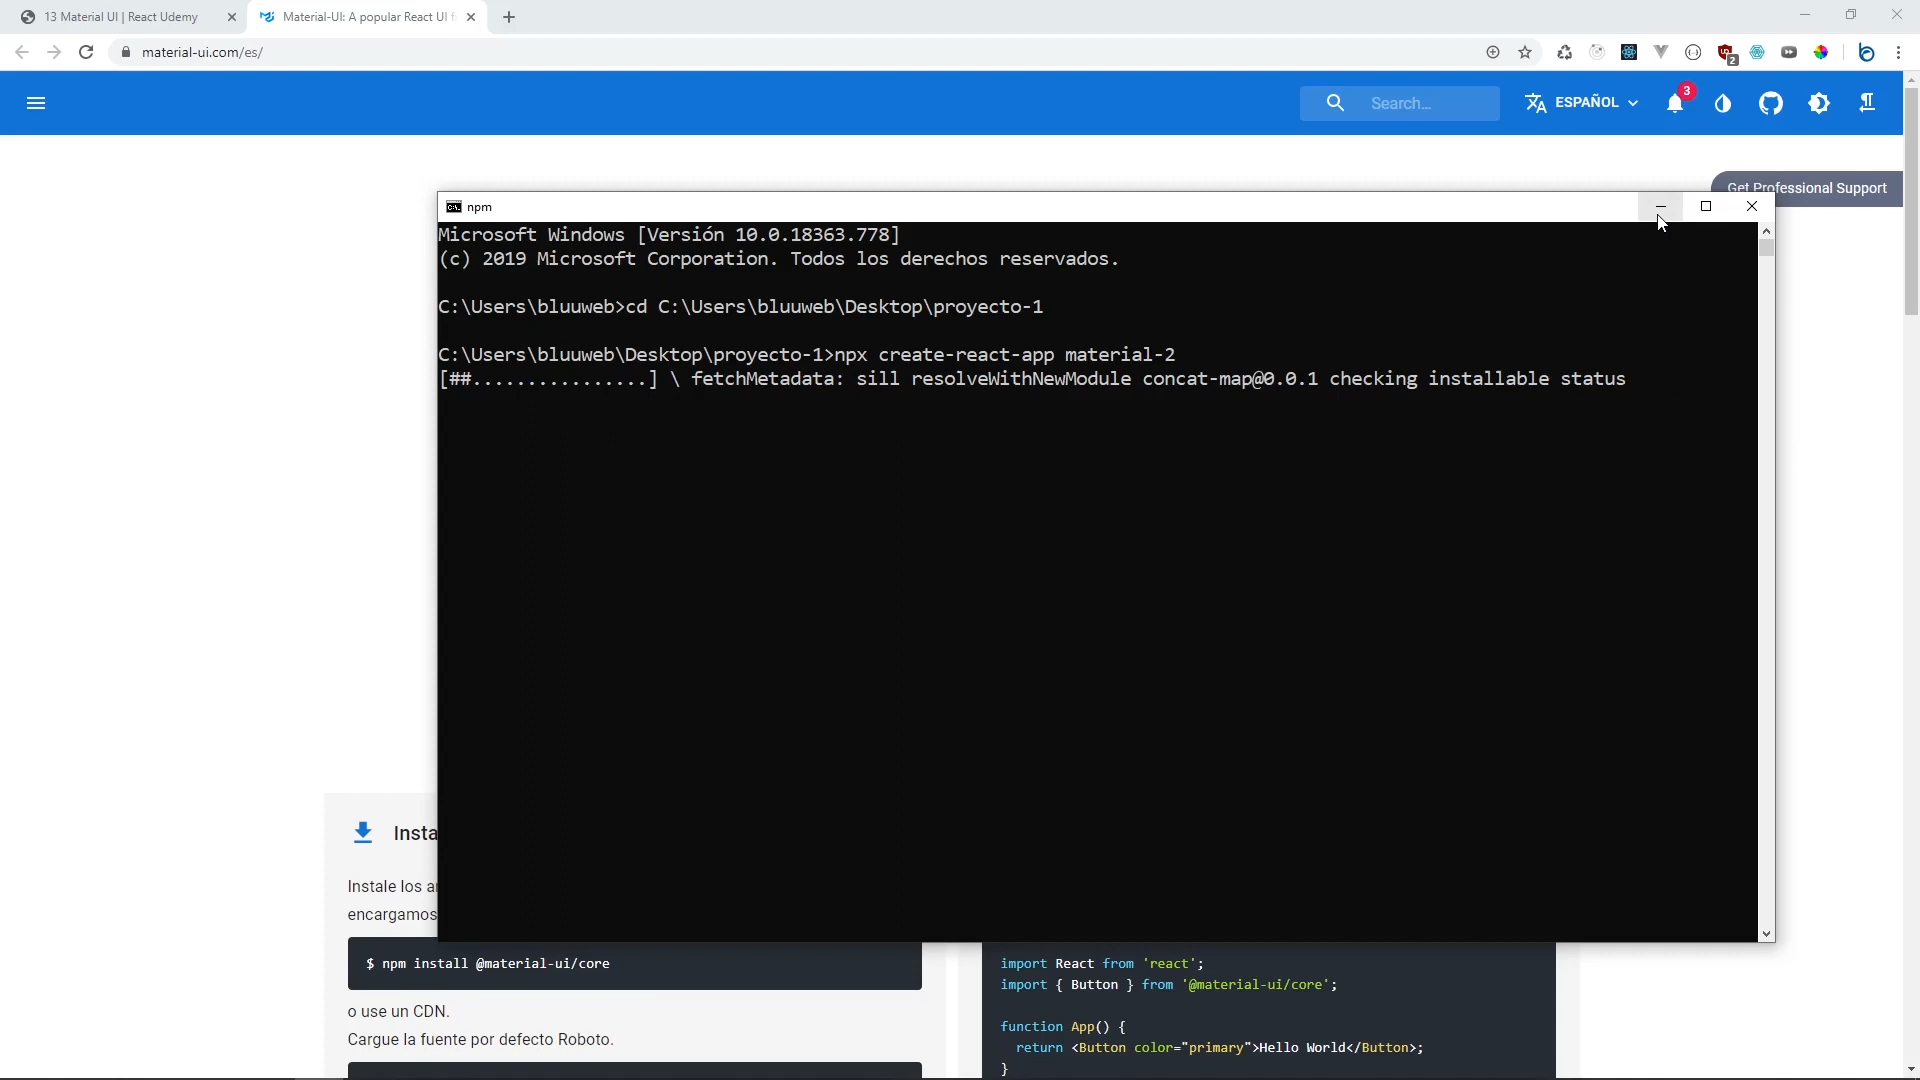 13 Material UI | React Udemy
Material-UI: A popular React UI f
material-ui.com/es/
2
Search…
ESPAÑOL
3
Get Professional Support
npm
Microsoft Windows [Versión 10.0.18363.778]
(c) 2019 Microsoft Corporation. Todos los derechos reservados.
C:\Users\bluuweb>cd C:\Users\bluuweb\Desktop\proyecto-1
C:\Users\bluuweb\Desktop\proyecto-1>npx create-react-app material-2
[##................] \ fetchMetadata: sill resolveWithNewModule concat-map@0.0.1 checking installable status
Insta
Instale los a
encargamos
$ npm install @material-ui/core
o use un CDN.
Cargue la fuente por defecto Roboto.
import React from 'react';
import { Button } from '@material-ui/core';
function App() {
return <Button color="primary">Hello World</Button>;
}